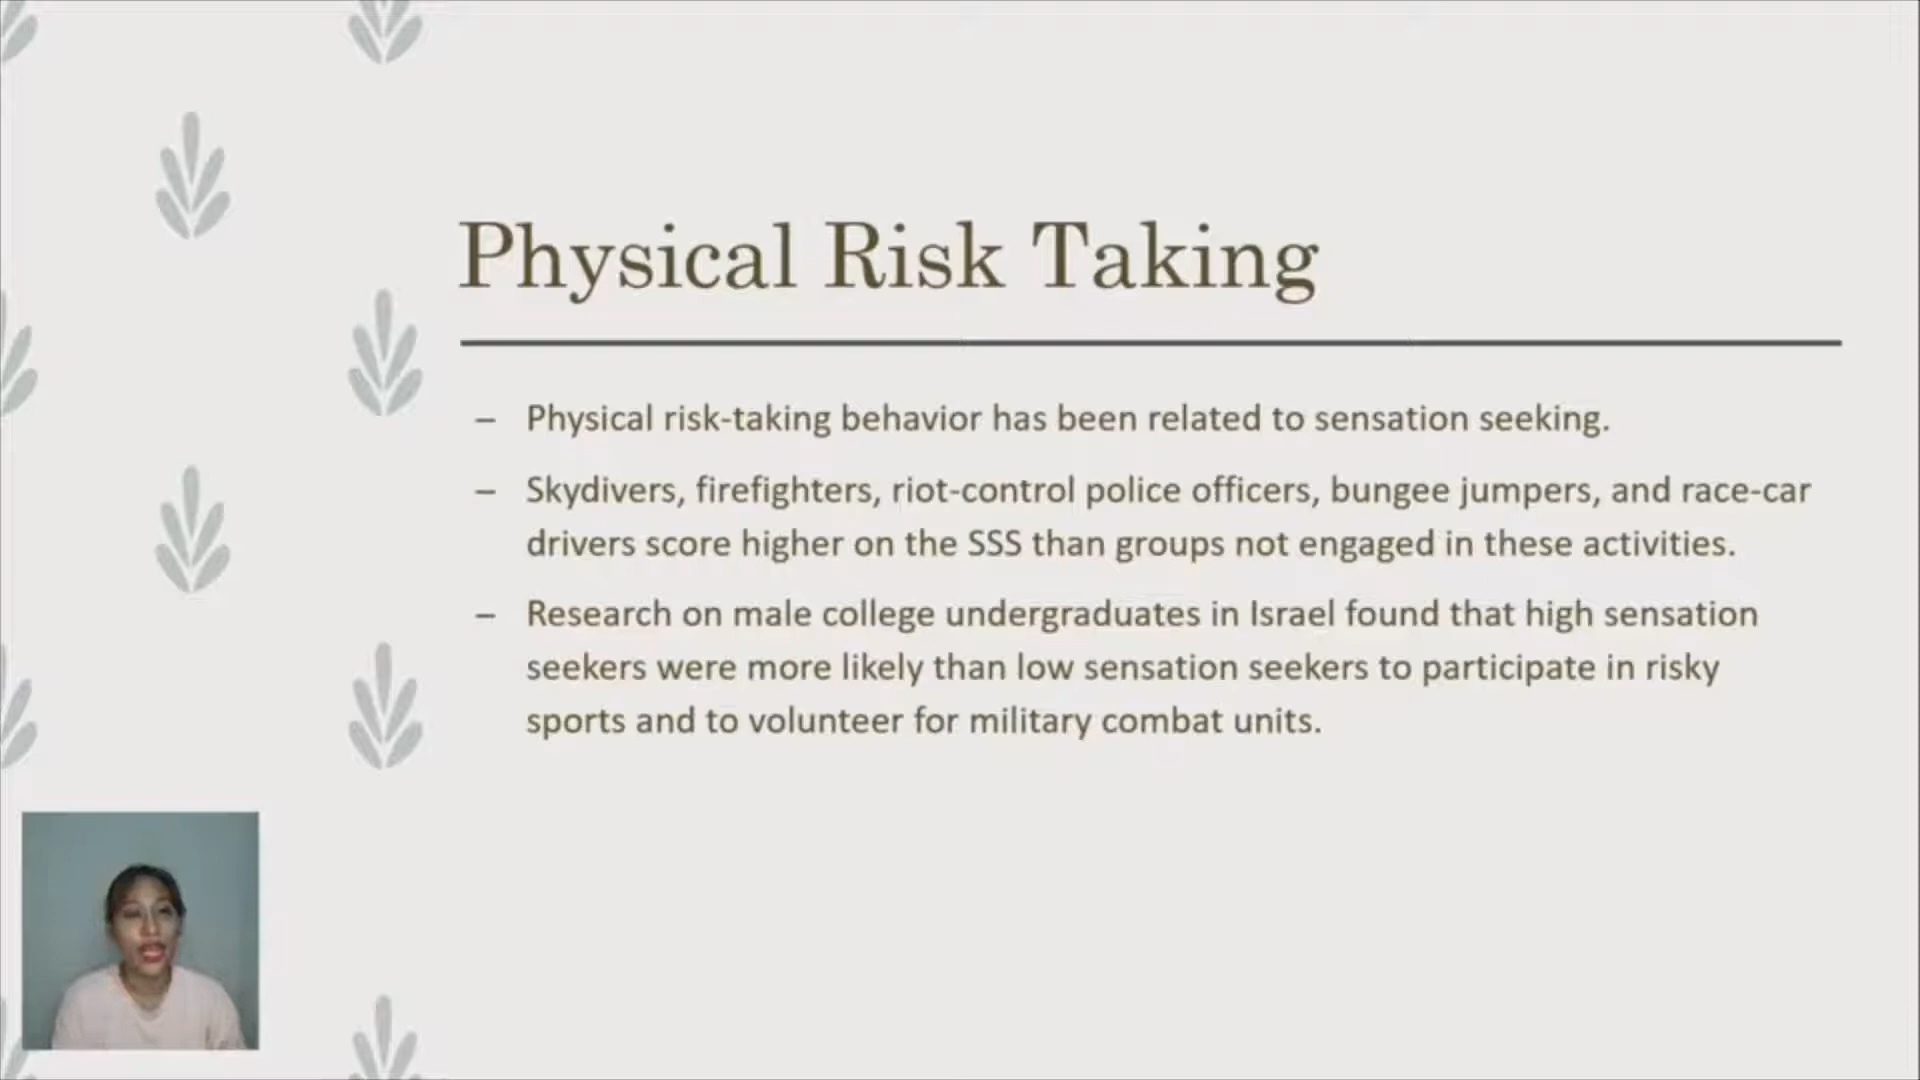 Physical Risk Taking
– Physical risk-taking behavior has been related to sensation seeking.
– Skydivers, firefighters, riot-control police officers, bungee jumpers, and race-car
drivers score higher on the SSS than groups not engaged in these activities.
– Research on male college undergraduates in Israel found that high sensation
seekers were more likely than low sensation seekers to participate in risky
sports and to volunteer for military combat units.